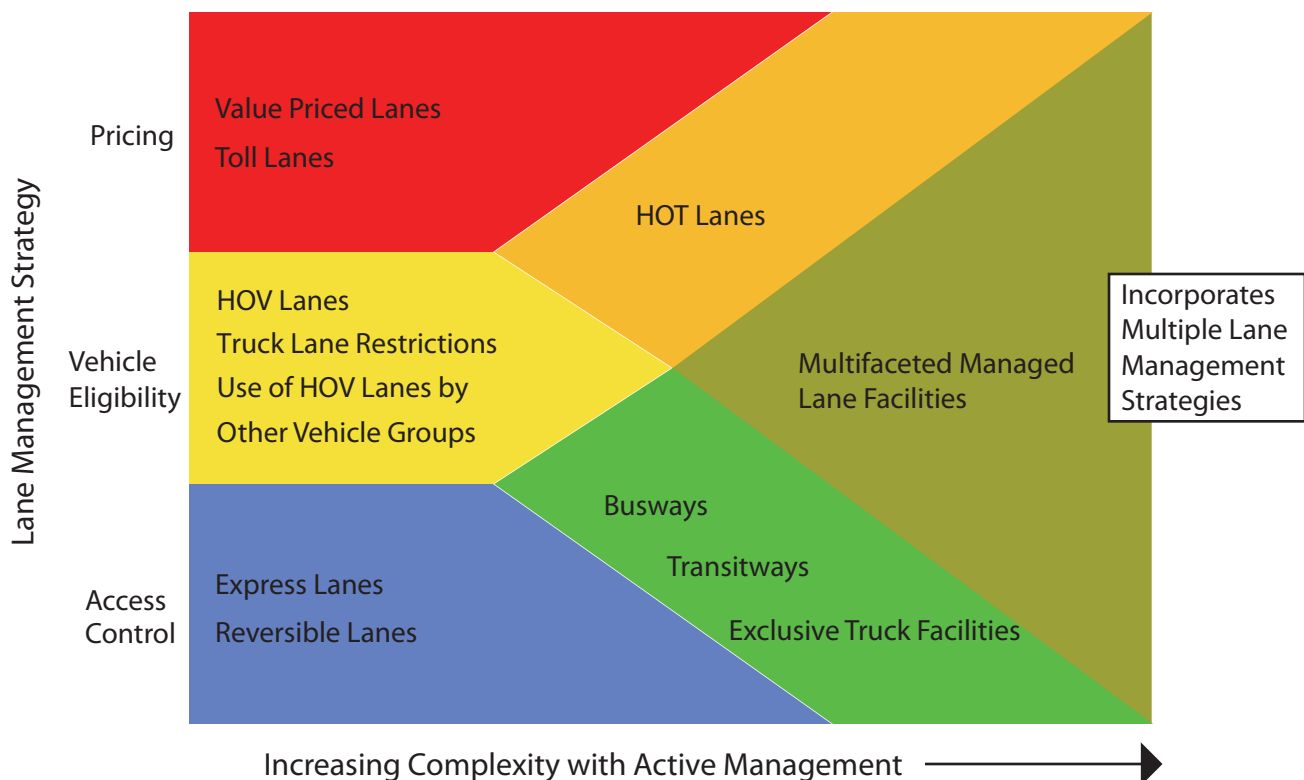 Lane Management Strategy
Pricing
Value Priced Lanes
Toll Lanes
HOT Lanes
Vehicle
Eligibility
HOV Lanes
Truck Lane Restrictions
Use of HOV Lanes by
Other Vehicle Groups
Multifaceted Managed
Lane Facilities
Incorporates
Multiple Lane
Management
Strategies
Access
Control
Express Lanes
Reversible Lanes
Busways
Transitways
Exclusive Truck Facilities
Increasing Complexity with Active Management